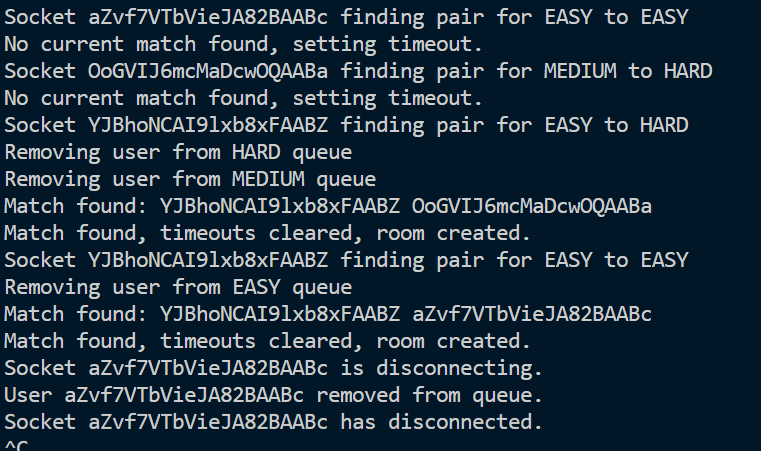 Socket aZvf7VTbVieJA82BAABc finding pair for EASY to EASY
No current match found, setting timeout.
Socket OoGVIJ6mcMaDcwOQAABa finding pair for MEDIUM to HARD
No current match found, setting timeout.
Socket YJBhoNCAI9lxb8xFAABZ finding pair for EASY to HARD
Removing user from HARD queue
Removing user from MEDIUM queue
Match found: YJBhoNCAI9lxb8xFAABZ OoGVIJ6mcMaDcwOQAABa
Match found, timeouts cleared, room created.
Socket YJBhoNCAI9lxb8xFAABZ finding pair for EASY to EASY
Removing user from EASY queue
Match found: YJBhoNCAI9lxb8xFAABZ aZvf7VTbVieJA82BAABc
Match found, timeouts cleared, room created.
Socket aZvf7VTbVieJA82BAABc is disconnecting.
User aZvf7VTbVieJA82BAABc removed from queue.
Socket aZvf7VTbVieJA82BAABc has disconnected.
^C